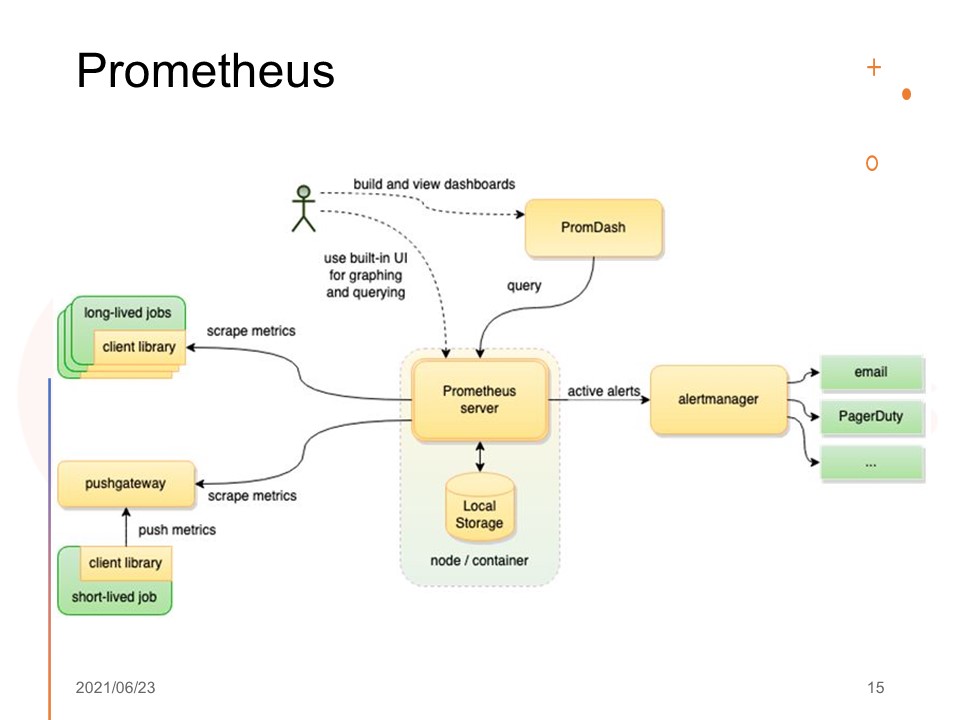 Prometheus
+
build and view dashboards
PromDash
use built-in UI
for graphing
and querying
query
long-lived jobs
client library
scrape metrics
Prometheus
server
active alerts
alertmanager
email
PagerDuty
...
pushgateway
scrape metrics
push metrics
client library
short-lived job
Local
Storage
node / container
2021/06/23
15